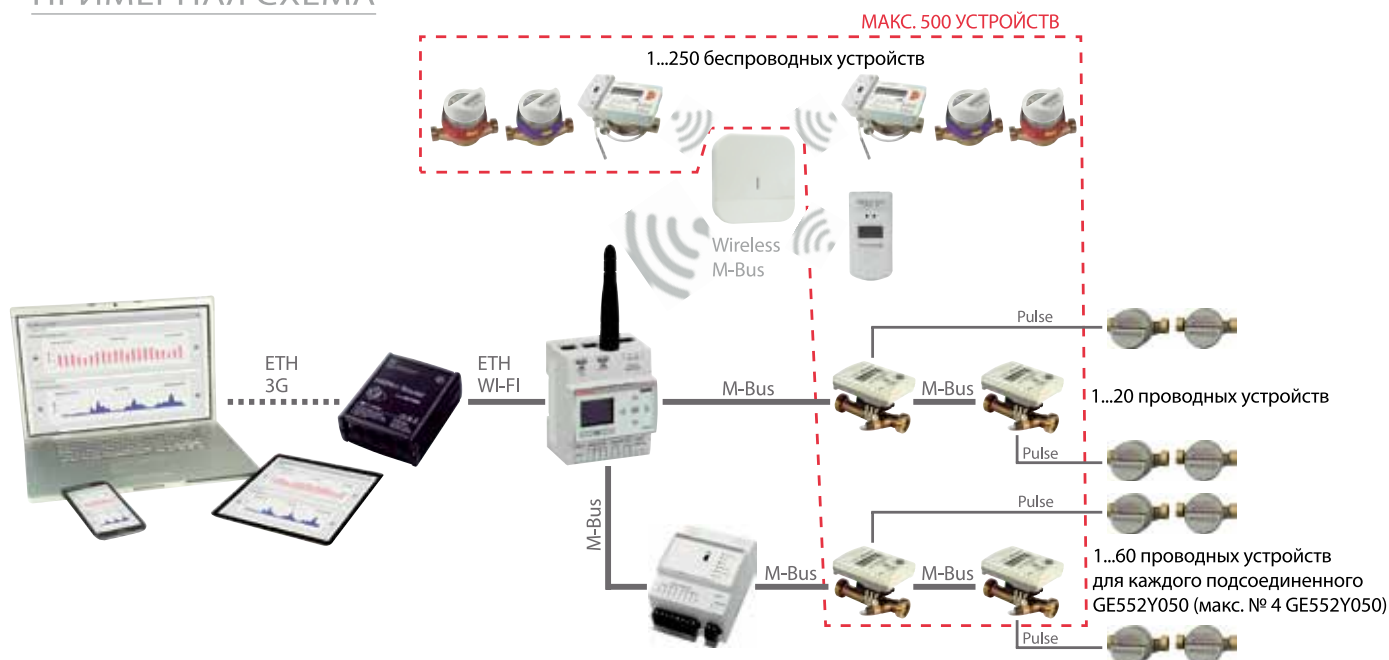 ПРИМЕРНАЯ СХЕМА
МАКС. 500 УСТРОЙСТВ
1...250 беспроводных устройств
Wireless
M-Bus
Pulse
ETH
3G
ETH
WI-FI
M-Bus
M-Bus
1...20 проводных устройств
Pulse
Pulse
M-Bus
M-Bus
M-Bus
1...60 проводных устройств
для каждого подсоединенного
GE552Y050 (макс. № 4 GE552Y050)
Pulse